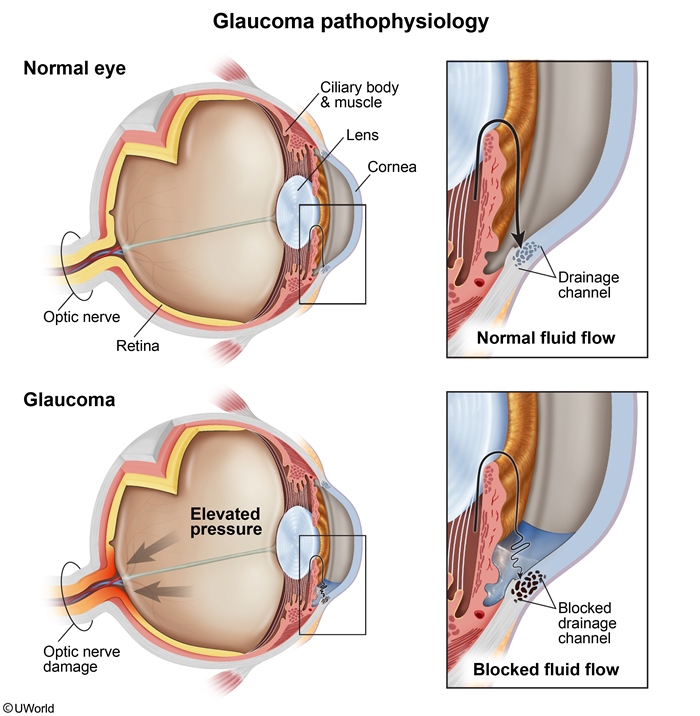 Glaucoma pathophysiology
Normal eye
Ciliary body
& muscle
Lens
Cornea
Optic nerve
Retina
Drainage
channel
Normal fluid flow
Glaucoma
Elevated
pressure
Optic nerve
damage
Blocked
drainage
channel
Blocked fluid flow
© UWorld